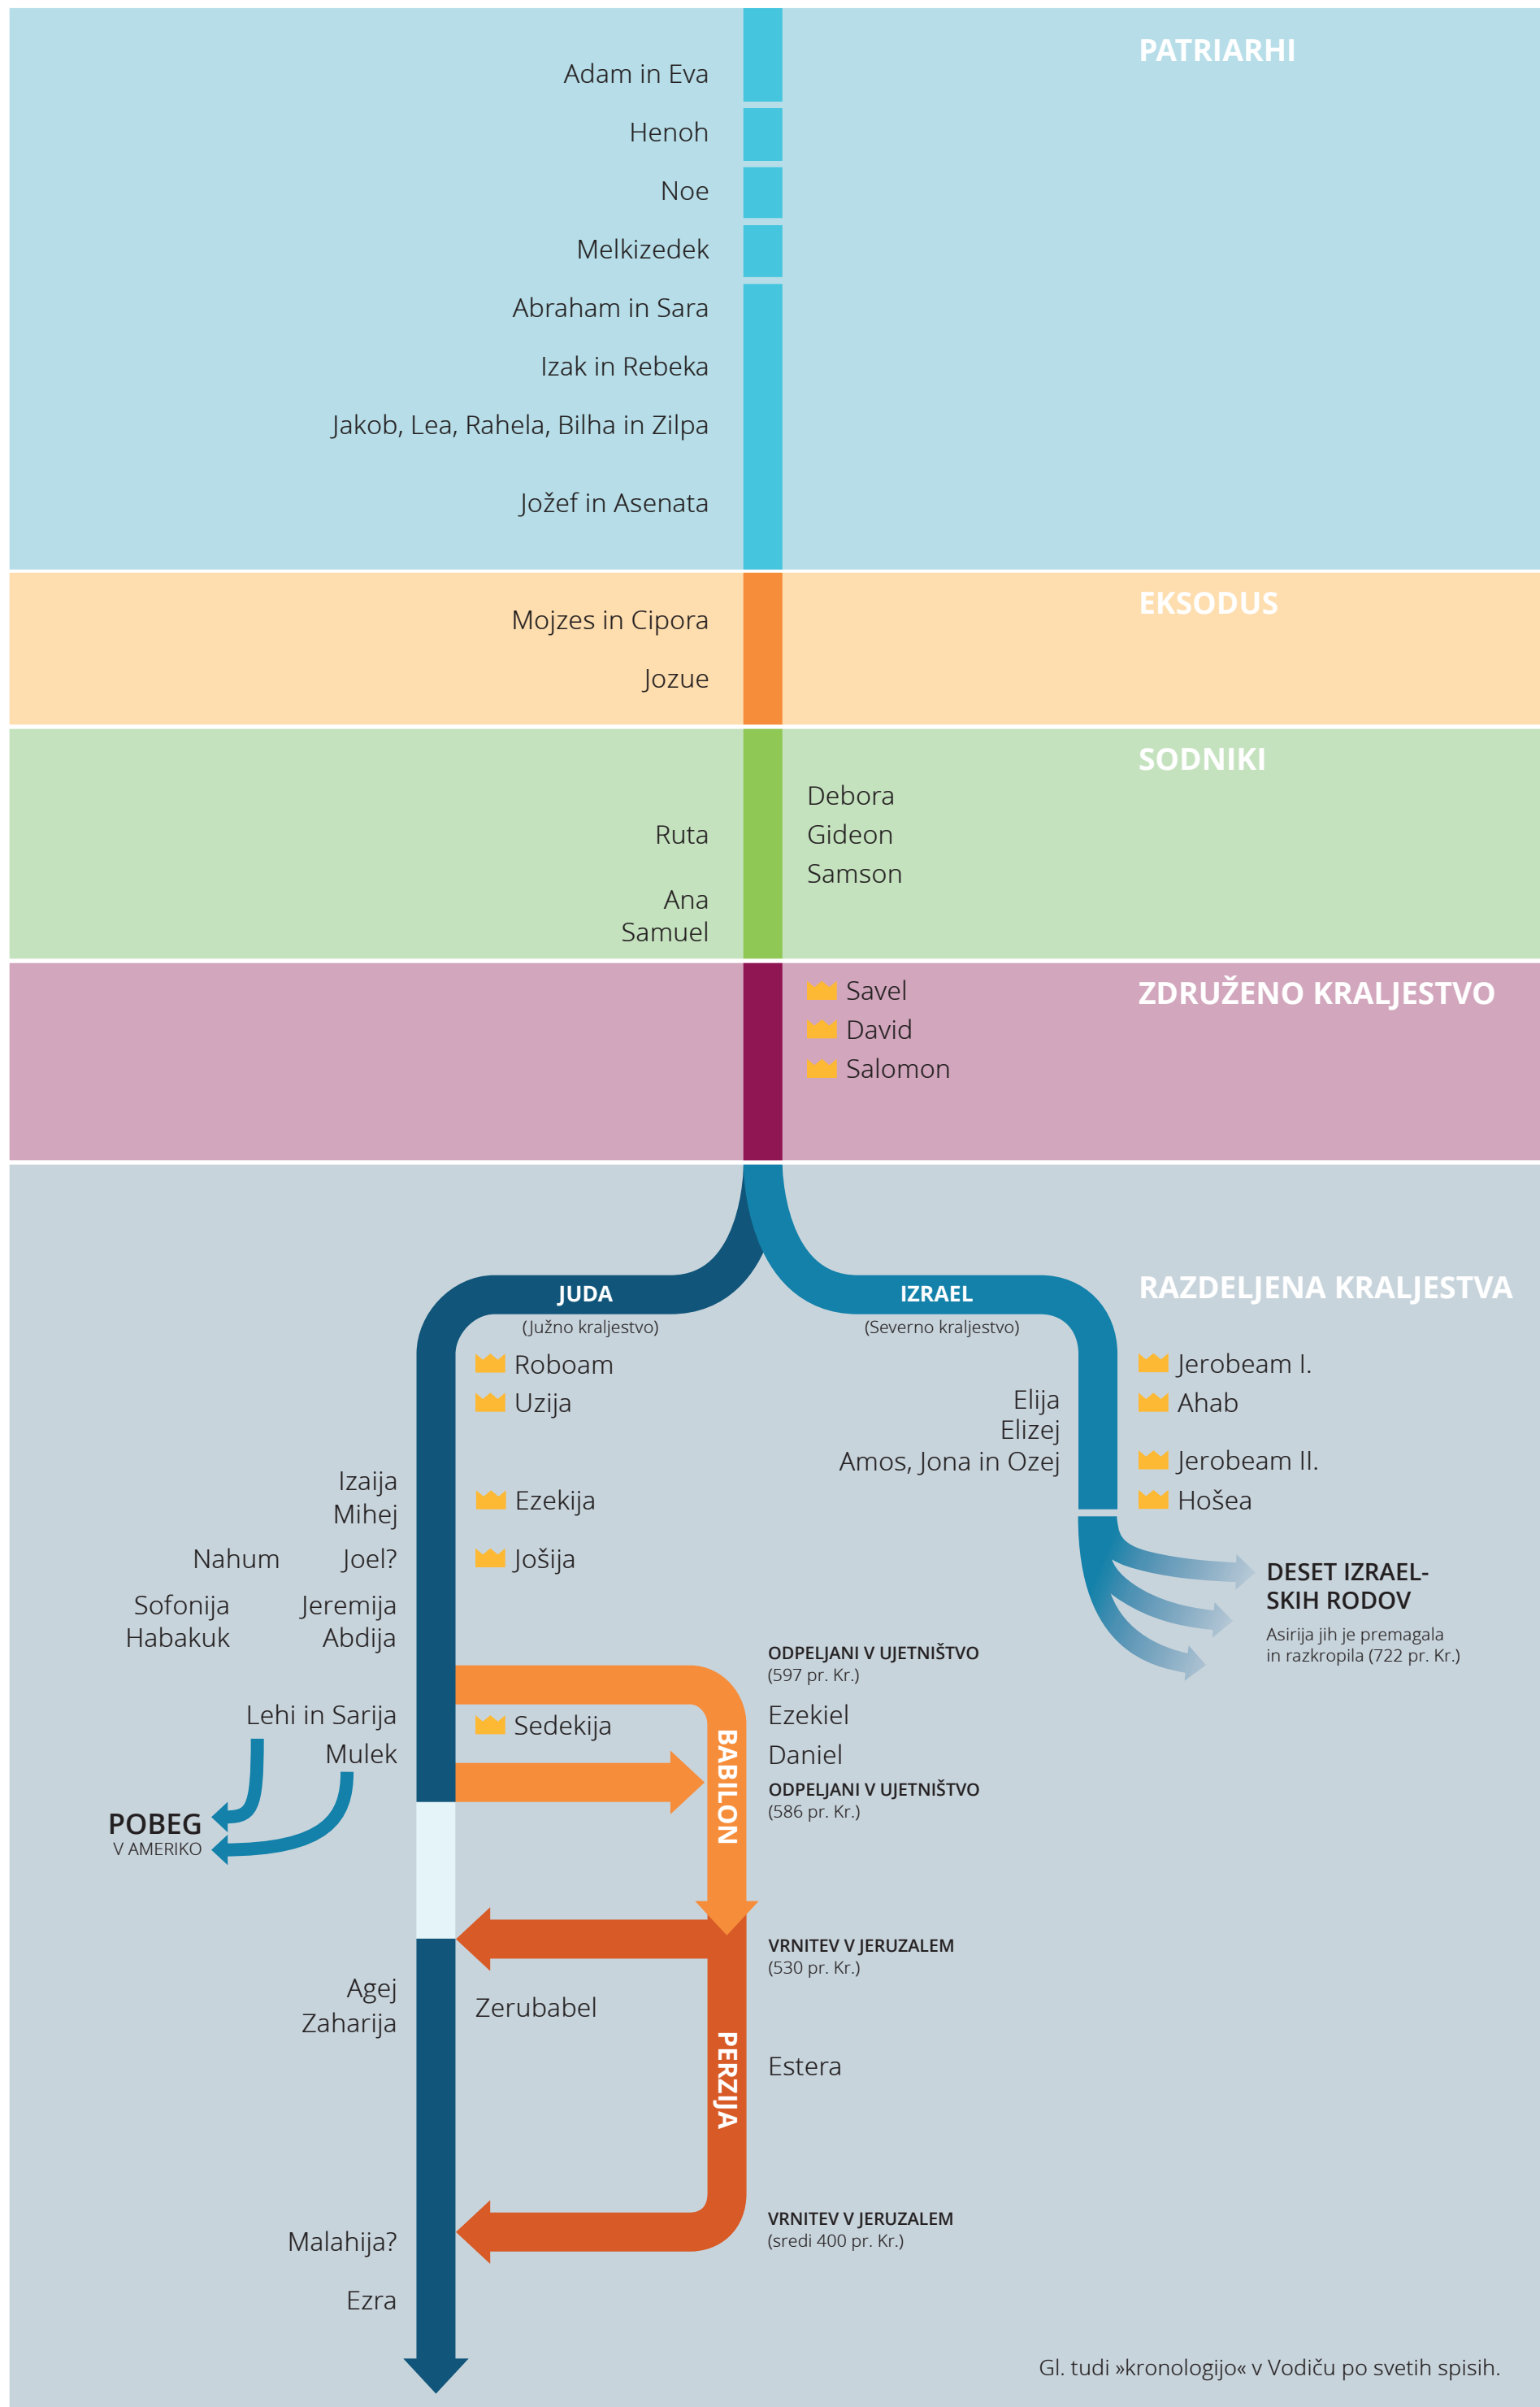 PATRIARHI
Adam in Eva
Henoh
Noe
Melkizedek
Abraham in Sara
Izak in Rebeka
Jakob, Lea, Rahela, Bilha in Zilpa
Jožef in Asenata
EKSODUS
Mojzes in Cipora
Jozue
SODNIKI
Debora
Ruta
Gideon
Samson
Ana
Samuel
ZDRUŽENO KRALJESTVO
Savel
David
Salomon
RAZDELJENA KRALJESTVA
JUDA
(Južno kraljestvo)
IZRAEL
(Severno kraljestvo)
Roboam
Uzija
Izaija
Mihej
Ezekija
Nahum
Joel?
Jošija
Sofonija
Habakuk
Jeremija
Abdija
Elija
Elizej
Amos, Jona in Ozej
Jerobeam I.
Ahab
Jerobeam II.
Hošea
DESET IZRAEL-
SKIH RODOV
Asirija jih je premagala
in razkropila (722 pr. Kr.)
ODPELJANI V UJETNIŠTVO
(597 pr. Kr.)
Lehi in Sarija
Mulek
Sedekija
BABILON
Ezekiel
Daniel
ODPELJANI V UJETNIŠTVO
(586 pr. Kr.)
POBEG
V AMERIKO
VRNITEV V JERUZALEM
(530 pr. Kr.)
Agej
Zaharija
Zerubabel
PERZIJA
Estera
VRNITEV V JERUZALEM
(sredi 400 pr. Kr.)
Malahija?
Ezra
Gl. tudi »kronologijo« v Vodiču po svetih spisih.